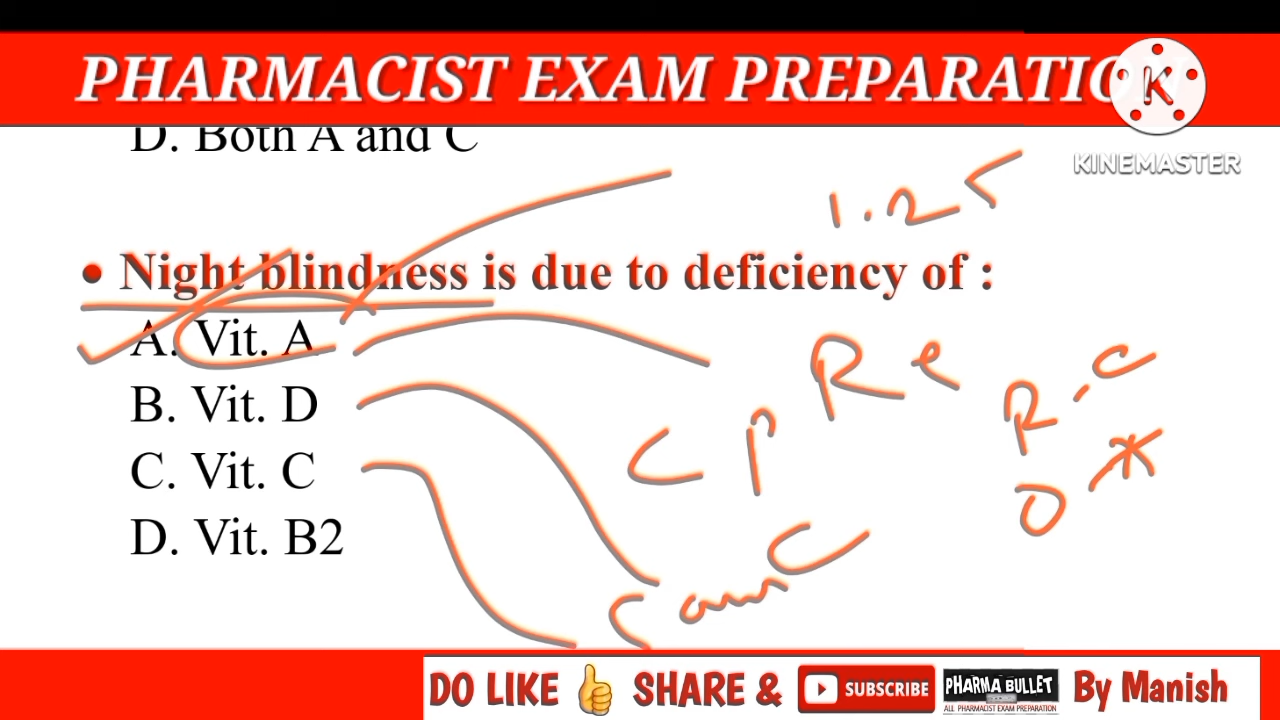 PHARMACIST EXAM PREPARATIO
K
KINEMASTER
D. Both A and C
1.25
• Night blindness is due to deficiency of :
A. Vit. A
B. Vit. D
C. Vit. C
D. Vit. B2
DO LIKE 👍 SHARE & SUBSCRIBE PHARMA BULLET By Manish
ALL PHARMACIST EXAM PREPARATION